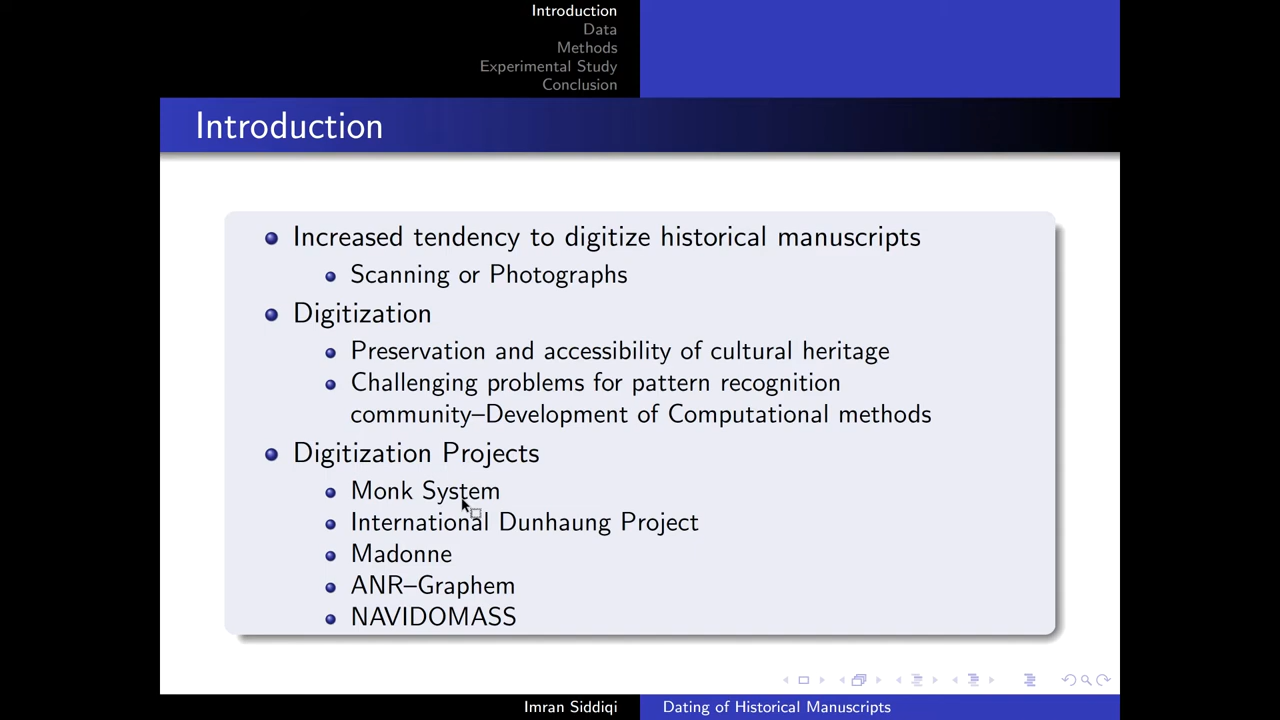 Introduction
Data
Methods
Experimental Study
Conclusion
Introduction
Increased tendency to digitize historical manuscripts
Scanning or Photographs
Digitization
Preservation and accessibility of cultural heritage
Challenging problems for pattern recognition
community–Development of Computational methods
Digitization Projects
Monk System
International Dunhaung Project
Madonne
ANR–Graphem
NAVIDOMASS
Imran Siddiqi
Dating of Historical Manuscripts